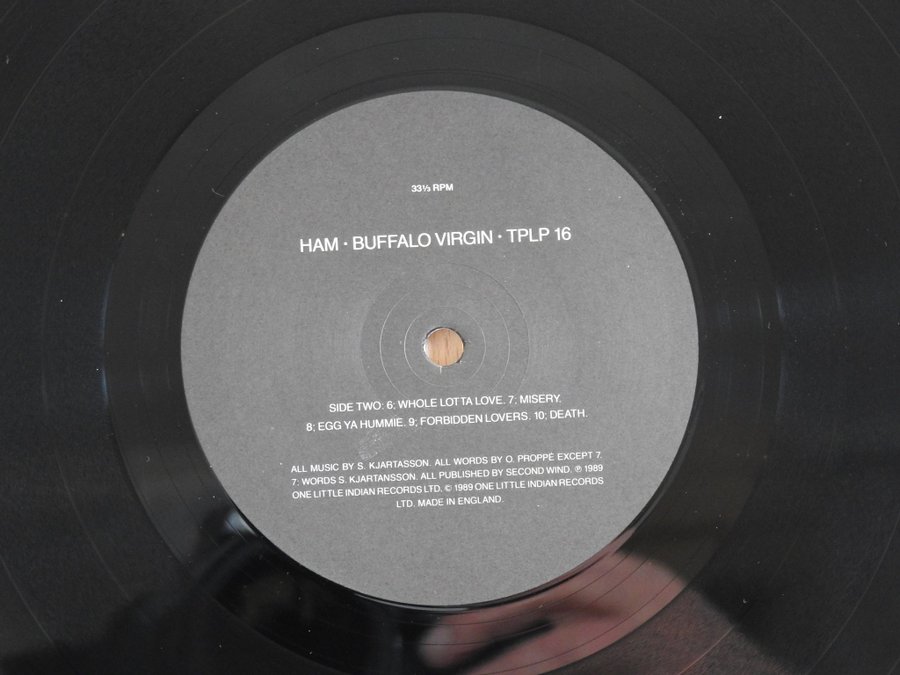 33⅓ RPM
HAM • BUFFALO VIRGIN • TPLP 16
SIDE TWO: 6; WHOLE LOTTA LOVE. 7; MISERY.
8; EGG YA HUMMIE. 9; FORBIDDEN LOVERS. 10; DEATH.
ALL MUSIC BY S. KJARTASSON. ALL WORDS BY O. PROPPÉ EXCEPT 7.
7; WORDS S. KJARTANSSON. ALL PUBLISHED BY SECOND WIND. ℗ 1989
ONE LITTLE INDIAN RECORDS LTD. © 1989 ONE LITTLE INDIAN RECORDS
LTD. MADE IN ENGLAND.